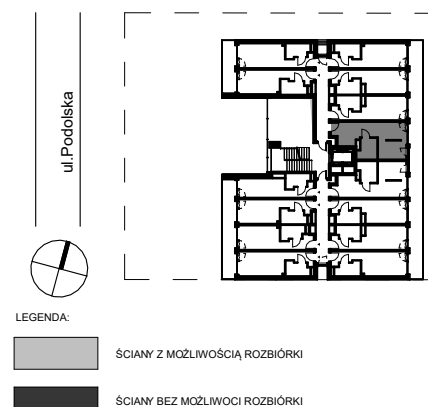 ul.Podolska
LEGENDA:
ŚCIANY Z MOŻLIWOŚCIĄ ROZBIÓRKI
ŚCIANY BEZ MOŻLIWOCI ROZBIÓRKI